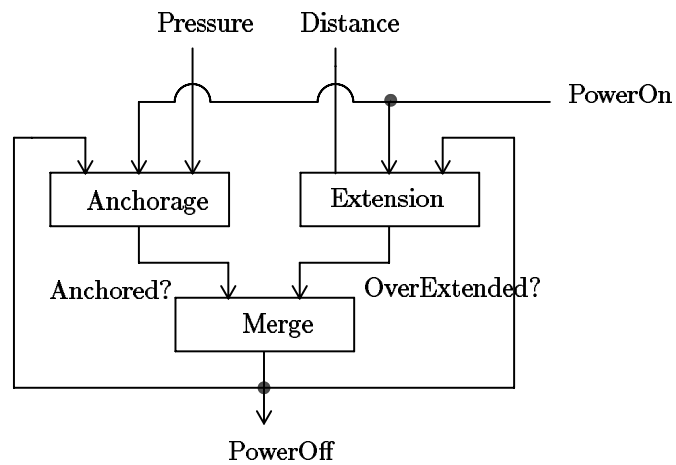 Pressure
Distance
PowerOn
Anchorage
Extension
Anchored?
OverExtended?
Merge
PowerOff